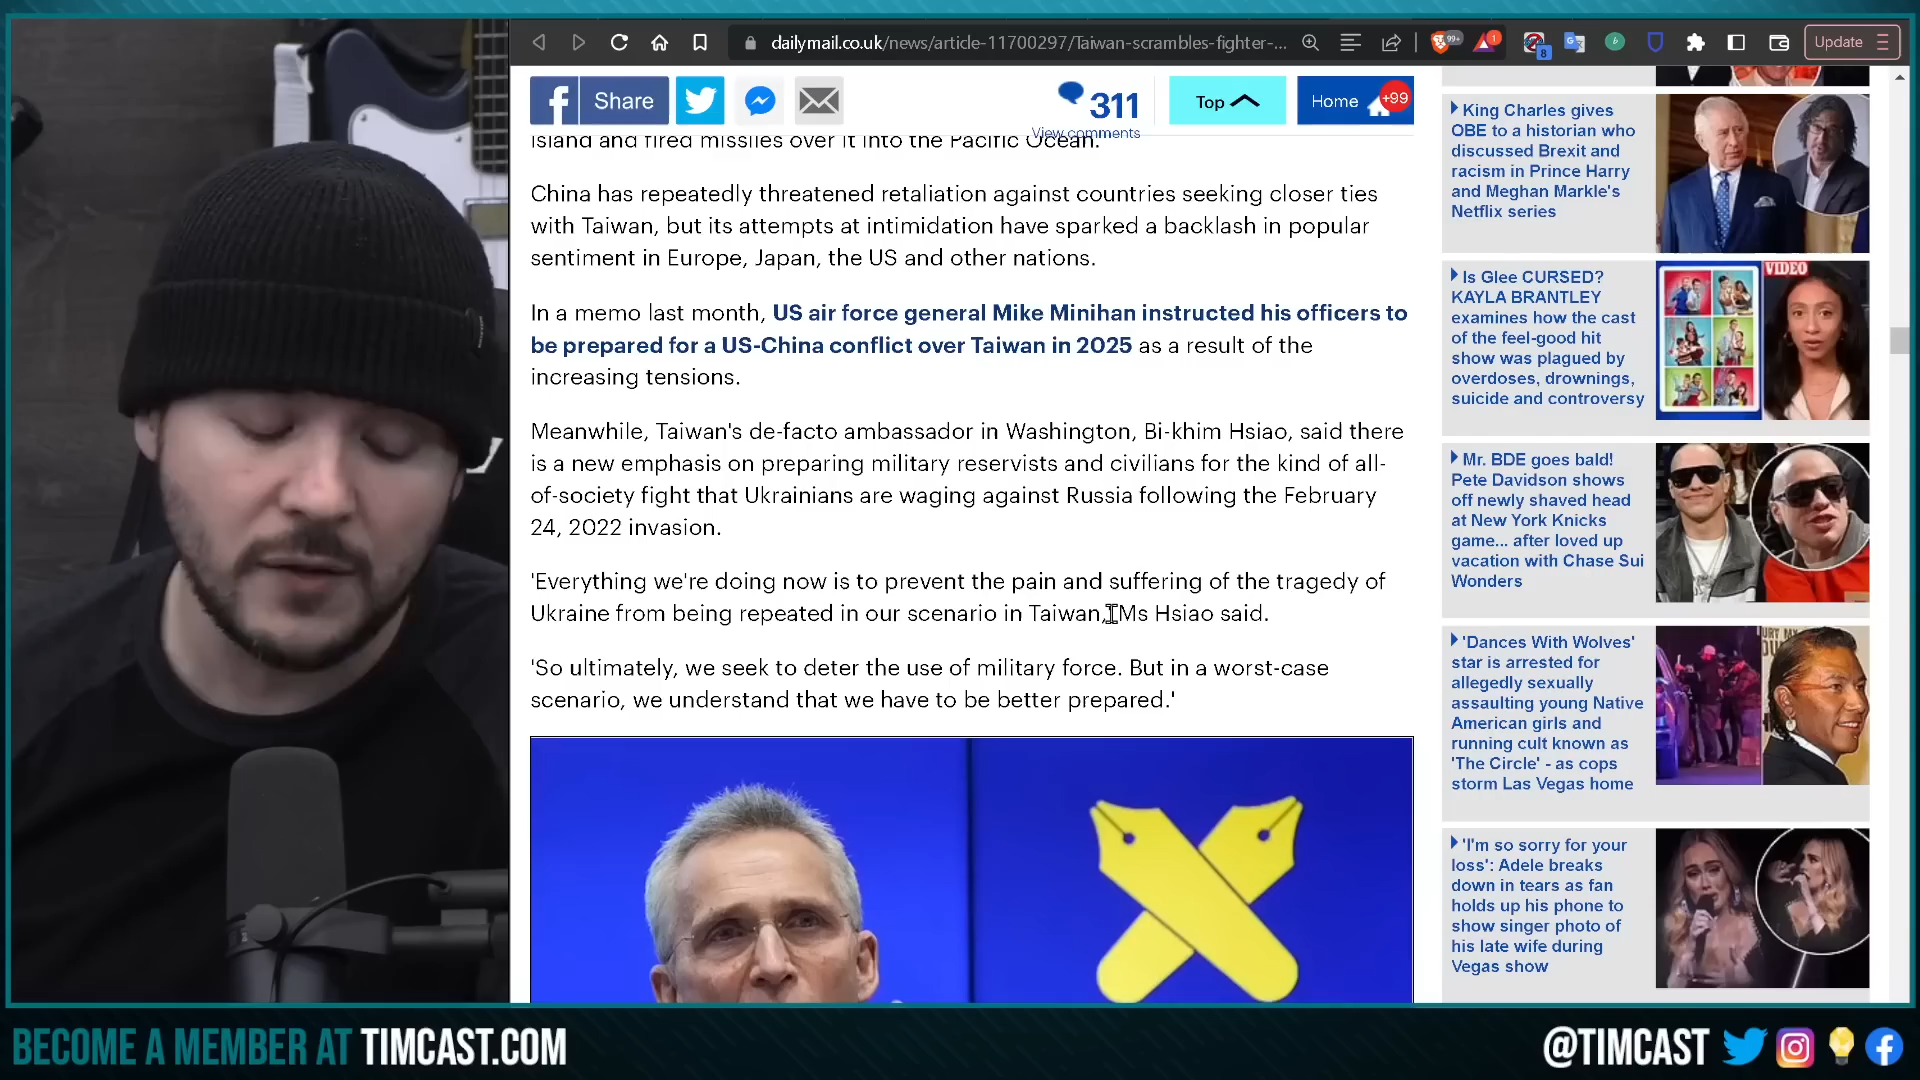 dailymail.co.uk/news/article-11700297/Taiwan-scrambles-fighter-...
99+
1
8
Update
f Share
311
View comments
Top
Home
+99
island and fired missiles over it into the Pacific Ocean.
China has repeatedly threatened retaliation against countries seeking closer ties
with Taiwan, but its attempts at intimidation have sparked a backlash in popular
sentiment in Europe, Japan, the US and other nations.
In a memo last month, US air force general Mike Minihan instructed his officers to
be prepared for a US-China conflict over Taiwan in 2025 as a result of the
increasing tensions.
Meanwhile, Taiwan's de-facto ambassador in Washington, Bi-khim Hsiao, said there
is a new emphasis on preparing military reservists and civilians for the kind of all-
of-society fight that Ukrainians are waging against Russia following the February
24, 2022 invasion.
'Everything we're doing now is to prevent the pain and suffering of the tragedy of
Ukraine from being repeated in our scenario in Taiwan,' Ms Hsiao said.
'So ultimately, we seek to deter the use of military force. But in a worst-case
scenario, we understand that we have to be better prepared.'
King Charles gives
OBE to a historian who
discussed Brexit and
racism in Prince Harry
and Meghan Markle's
Netflix series
Is Glee CURSED?
KAYLA BRANTLEY
examines how the cast
of the feel-good hit
show was plagued by
overdoses, drownings,
suicide and controversy
VIDEO
Mr. BDE goes bald!
Pete Davidson shows
off newly shaved head
at New York Knicks
game... after loved up
vacation with Chase Sui
Wonders
'Dances With Wolves'
star is arrested for
allegedly sexually
assaulting young Native
American girls and
running cult known as
'The Circle' - as cops
storm Las Vegas home
'I'm so sorry for your
loss': Adele breaks
down in tears as fan
holds up his phone to
show singer photo of
his late wife during
Vegas show
BECOME A MEMBER AT TIMCAST.COM
@TIMCAST